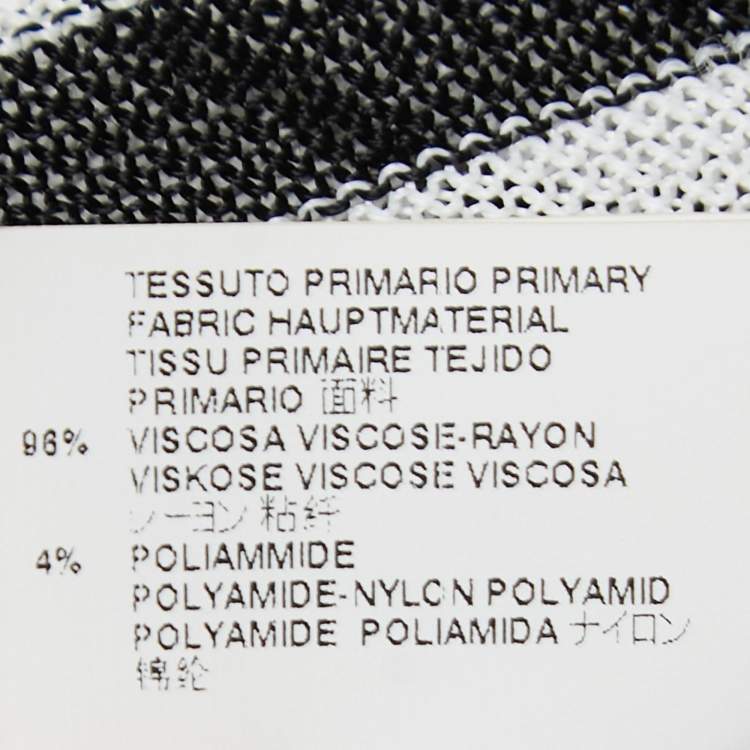 TESSUTO PRIMARIO PRIMARY
FABRIC HAUPTMATERIAL
TISSU PRIMAIRE TEJIDO
PRIMARIO 面料
96% VISCOSA VISCOSE-RAYON
VISKOSE VISCOSE VISCOSA
レーヨン 粘纤
4% POLIAMMIDE
POLYAMIDE-NYLON POLYAMID
POLYAMIDE POLIAMIDA ナイロン
锦纶